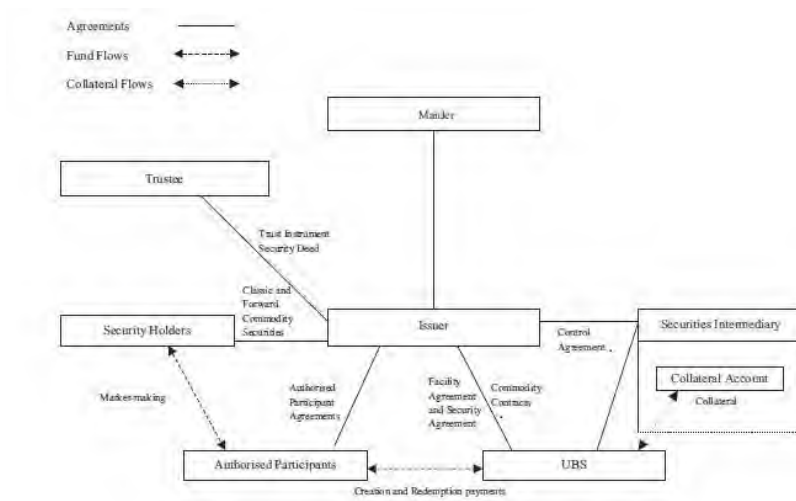 Agreements
Fund Flows
Collateral Flows
Manler
Trustee
Trust Instrument
Security Deed
Classic and
Forward
Commodity
Securities
Security Holders
Issuer
Securities Intermediary
Control
Agreement
Collateral Account
Collateral
Market-making
Authorised
Participant
Agreements
Facility
Agreement
and Security
Agreement
Commodity
Contracts
Authorised Participants
UBS
Creation and Redemption payments